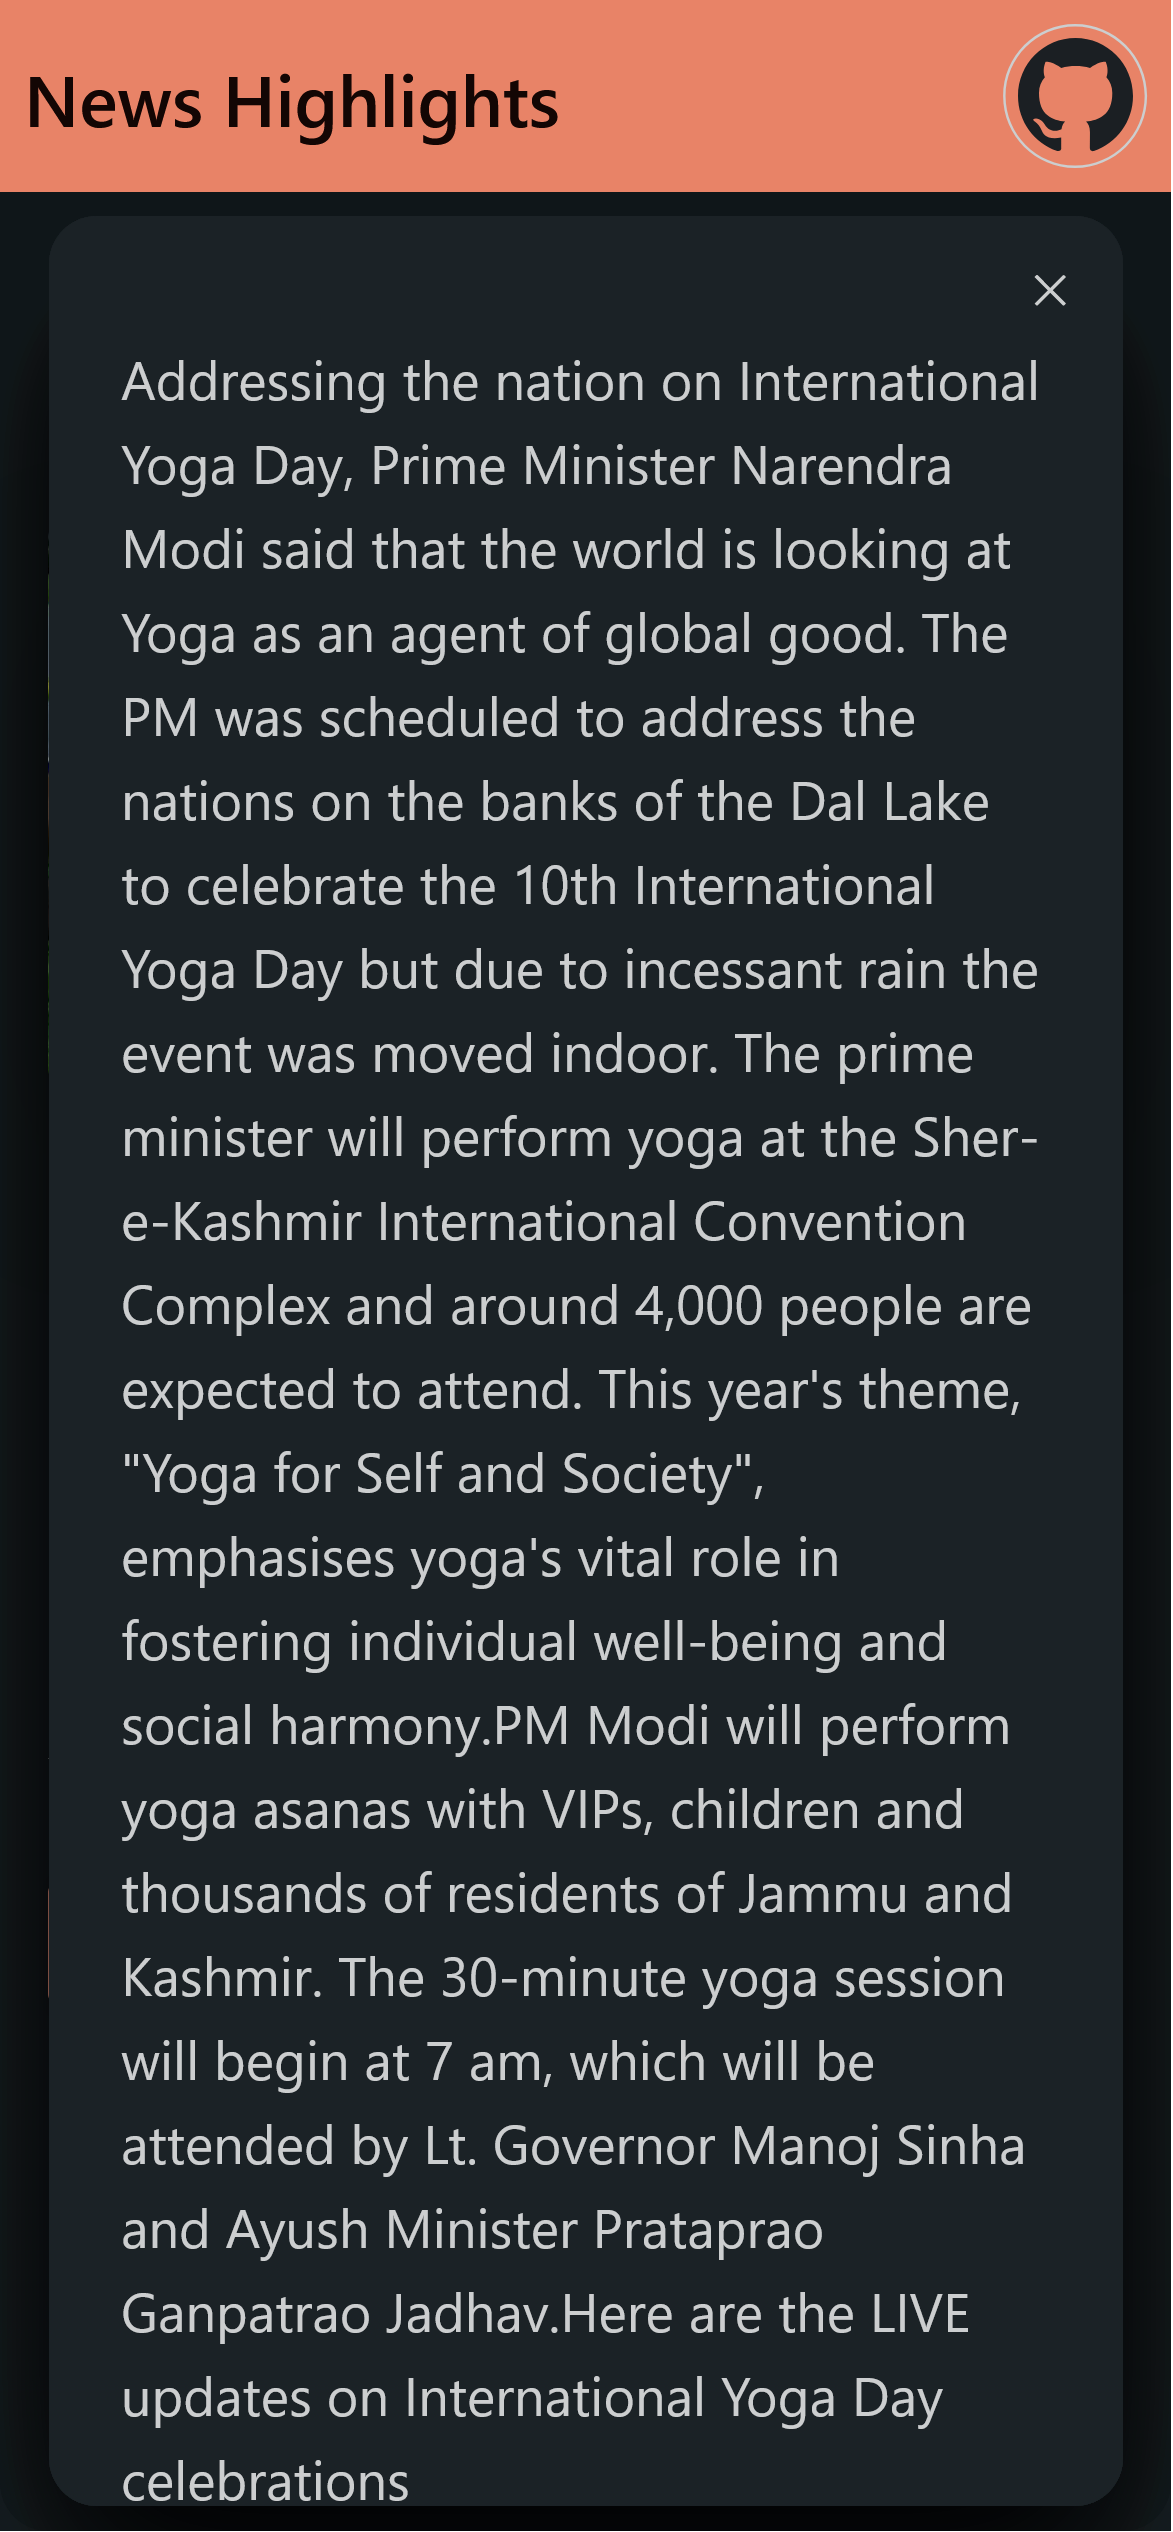 News Highlights
Addressing the nation on International
Yoga Day, Prime Minister Narendra
Modi said that the world is looking at
Yoga as an agent of global good. The
PM was scheduled to address the
nations on the banks of the Dal Lake
to celebrate the 10th International
Yoga Day but due to incessant rain the
event was moved indoor. The prime
minister will perform yoga at the Sher-
e-Kashmir International Convention
Complex and around 4,000 people are
expected to attend. This year's theme,
"Yoga for Self and Society",
emphasises yoga's vital role in
fostering individual well-being and
social harmony.PM Modi will perform
yoga asanas with VIPs, children and
thousands of residents of Jammu and
Kashmir. The 30-minute yoga session
will begin at 7 am, which will be
attended by Lt. Governor Manoj Sinha
and Ayush Minister Prataprao
Ganpatrao Jadhav.Here are the LIVE
updates on International Yoga Day
celebrations